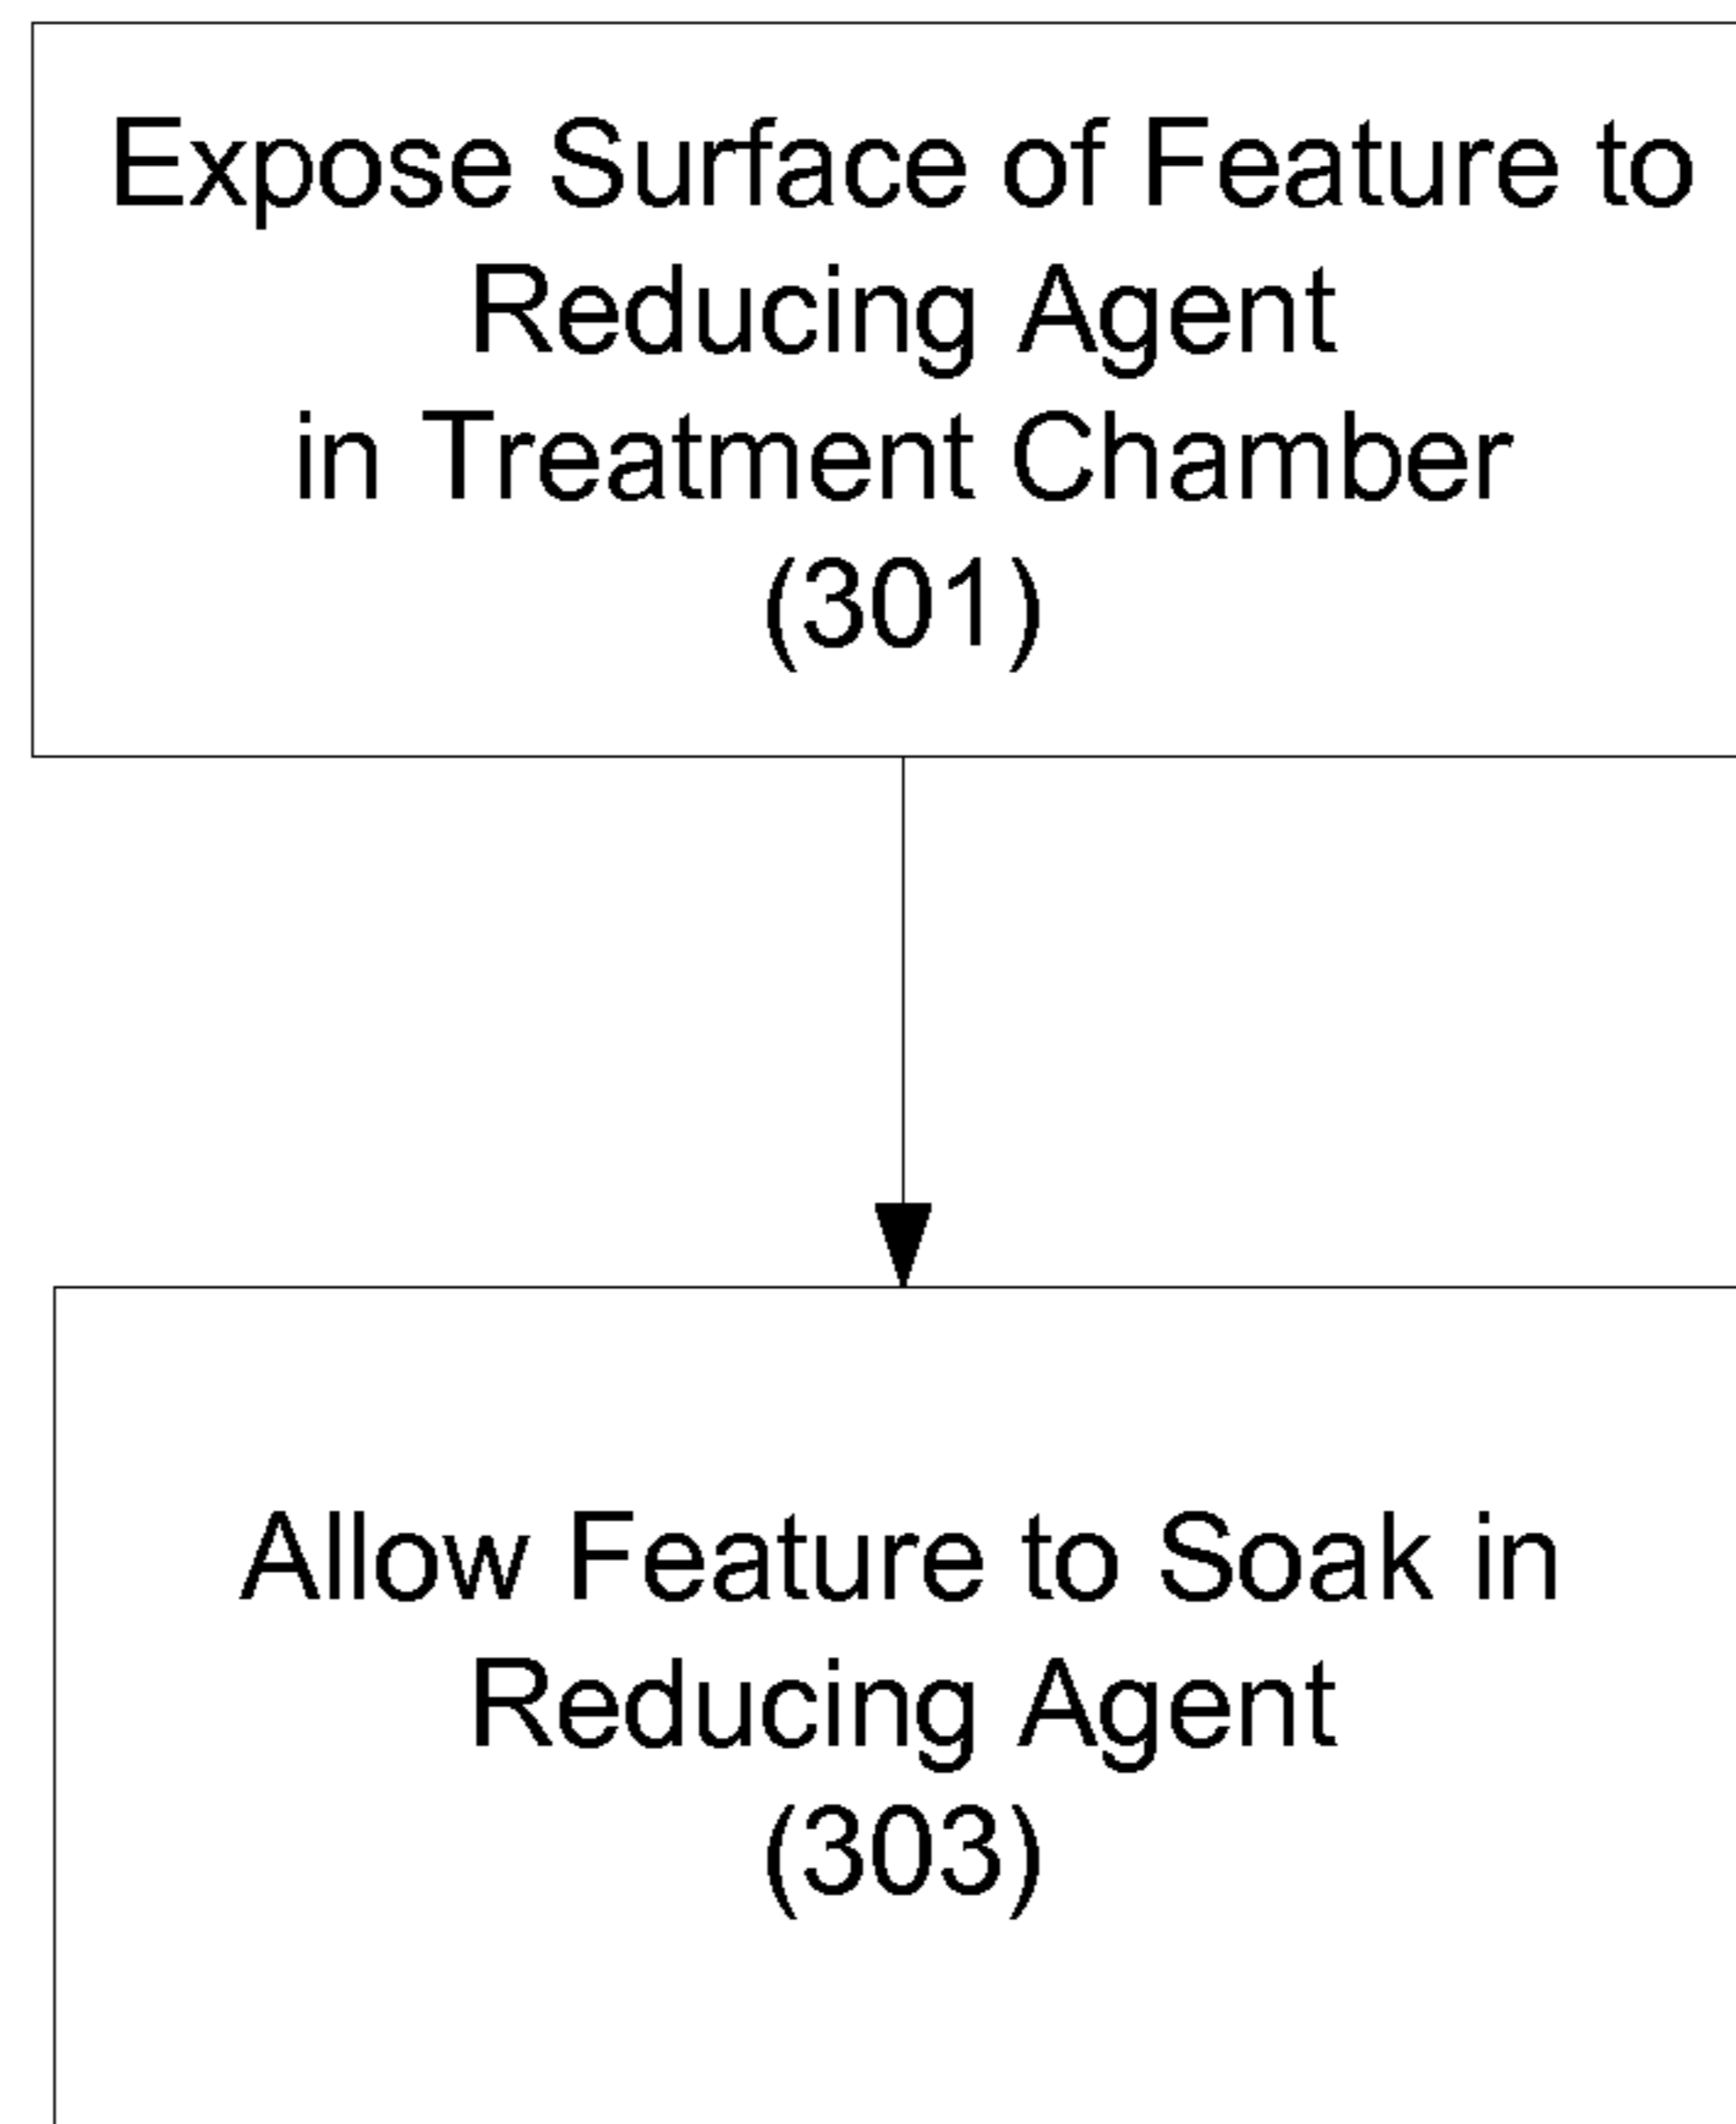 Expose Surface of Feature to
Reducing Agent
in Treatment Chamber
(301)
Allow Feature to Soak in
Reducing Agent
(303)